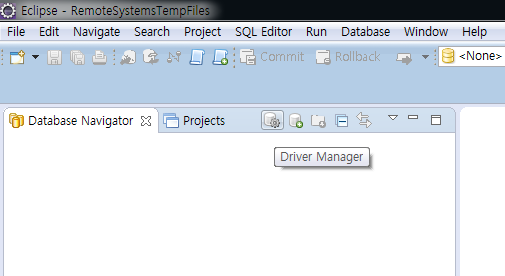 Eclipse - RemoteSystemsTempFiles
File Edit Navigate Search Project SQL Editor Run Database Window Help
Commit Rollback <None>
Database Navigator Projects
Driver Manager